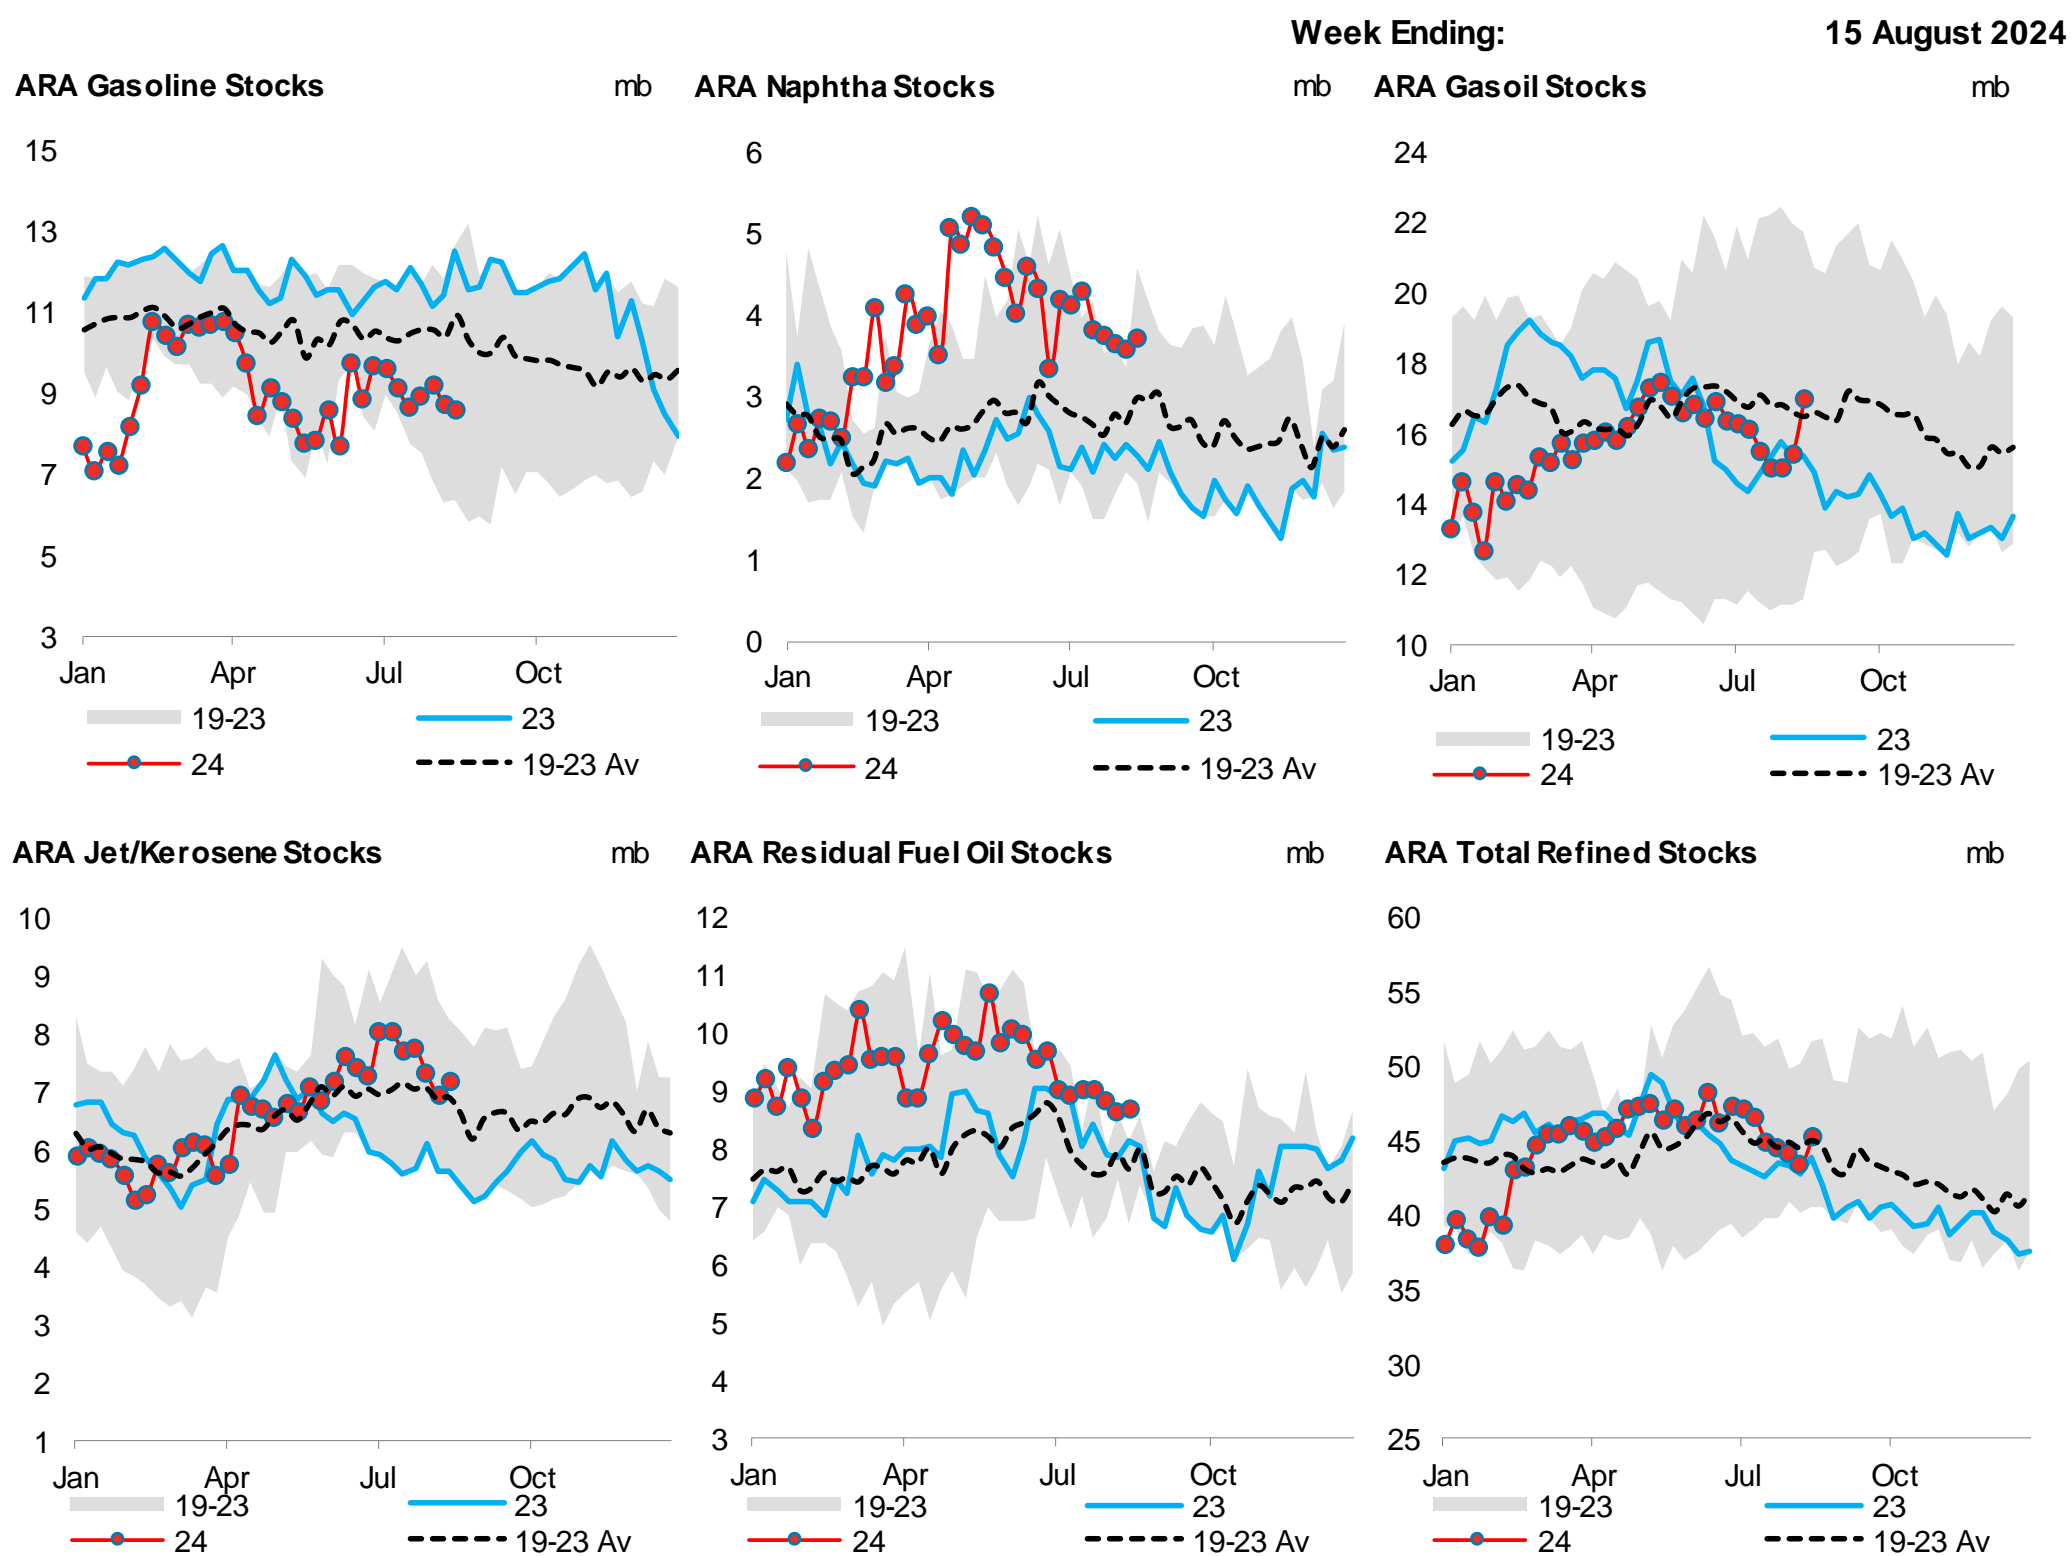 Week Ending: 15 August 2024
ARA Gasoline Stocks mb
15
13
11
9
7
5
3
Jan Apr Jul Oct
19-23 23
24 19-23 Av
ARA Naphtha Stocks mb
6
5
4
3
2
1
0
Jan Apr Jul Oct
19-23 23
24 19-23 Av
ARA Gasoil Stocks mb
24
22
20
18
16
14
12
10
Jan Apr Jul Oct
19-23 23
24 19-23 Av
ARA Jet/Kerosene Stocks mb
10
9
8
7
6
5
4
3
2
1
Jan Apr Jul Oct
19-23 23
24 19-23 Av
ARA Residual Fuel Oil Stocks mb
12
11
10
9
8
7
6
5
4
3
Jan Apr Jul Oct
19-23 23
24 19-23 Av
ARA Total Refined Stocks mb
60
55
50
45
40
35
30
25
Jan Apr Jul Oct
19-23 23
24 19-23 Av